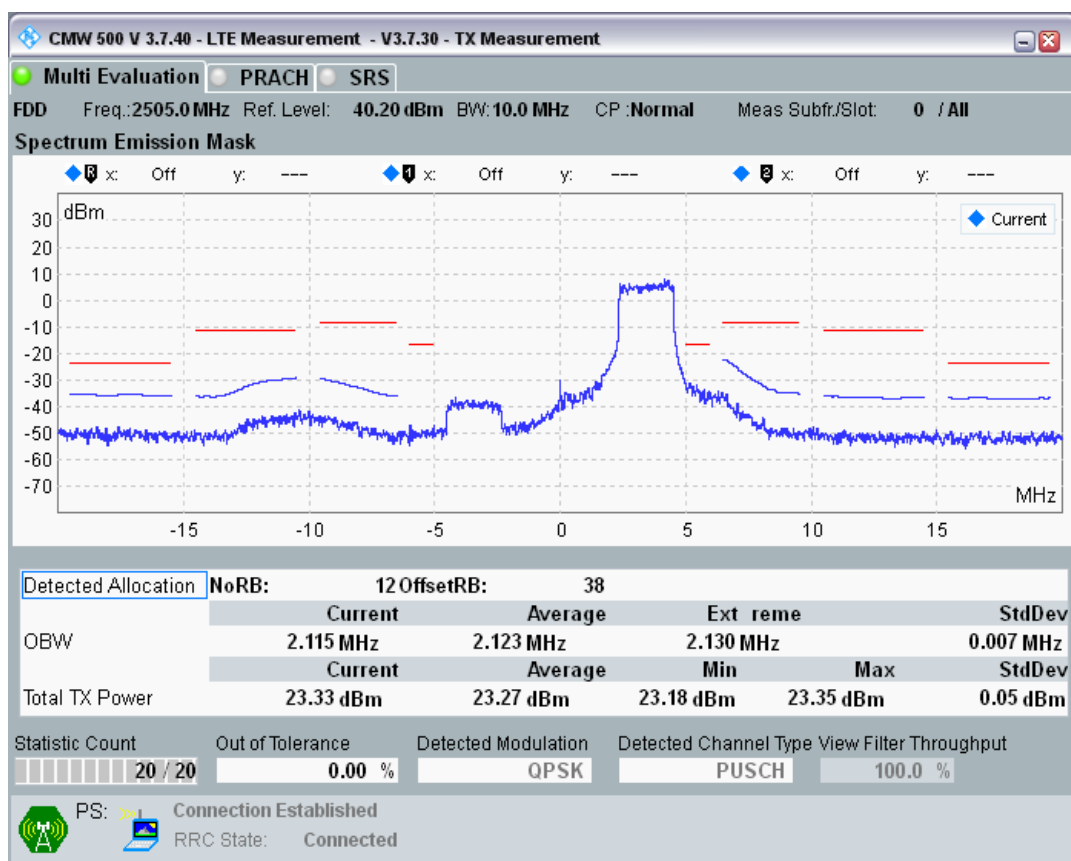 CMW 500 V 3.7.40 - LTE Measurement - V3.7.30 - TX Measurement
Multi Evaluation PRACH SRS
FDD Freq.:2505.0 MHz Ref. Level: 40.20 dBm BW: 10.0 MHz CP :Normal Meas Subfr./Slot: 0 / All
Spectrum Emission Mask
R x: Off y: --- 1 x: Off y: --- 2 x: Off y: ---
dBm
Current
30
20
10
0
-10
-20
-30
-40
-50
-60
-70
MHz
-15 -10 -5 0 5 10 15
Detected Allocation NoRB: 12 OffsetRB: 38
Current Average Ext reme StdDev
OBW 2.115 MHz 2.123 MHz 2.130 MHz 0.007 MHz
Current Average Min Max StdDev
Total TX Power 23.33 dBm 23.27 dBm 23.18 dBm 23.35 dBm 0.05 dBm
Statistic Count Out of Tolerance Detected Modulation Detected Channel Type View Filter Throughput
20 / 20 0.00 % QPSK PUSCH 100.0 %
PS: Connection Established
RRC State: Connected